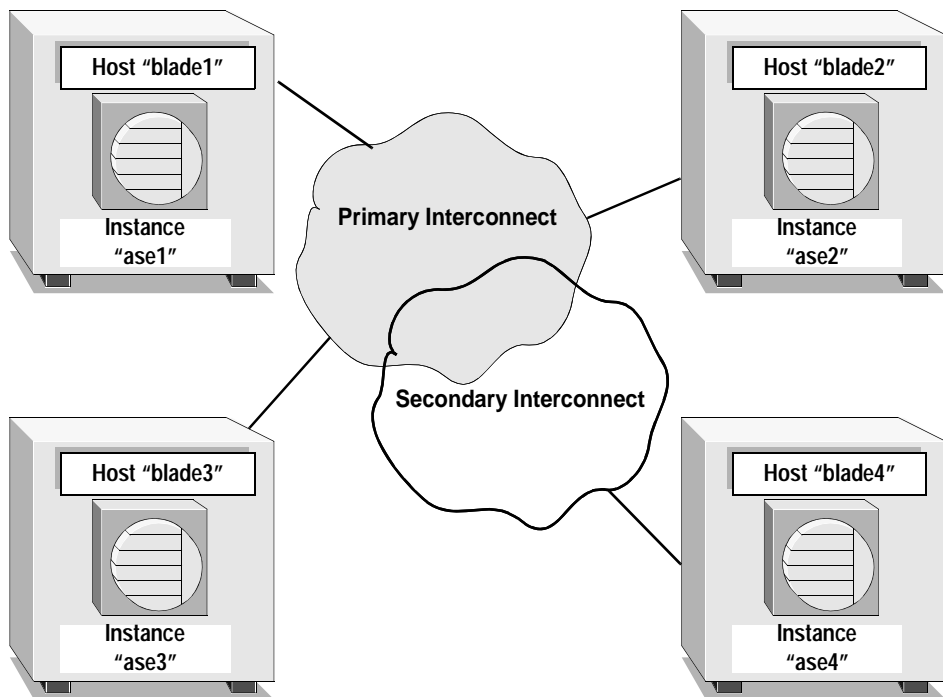 Host “blade1”
Instance
“ase1”
Host “blade2”
Instance
“ase2”
Primary Interconnect
Secondary Interconnect
Host “blade3”
Instance
“ase3”
Host “blade4”
Instance
“ase4”